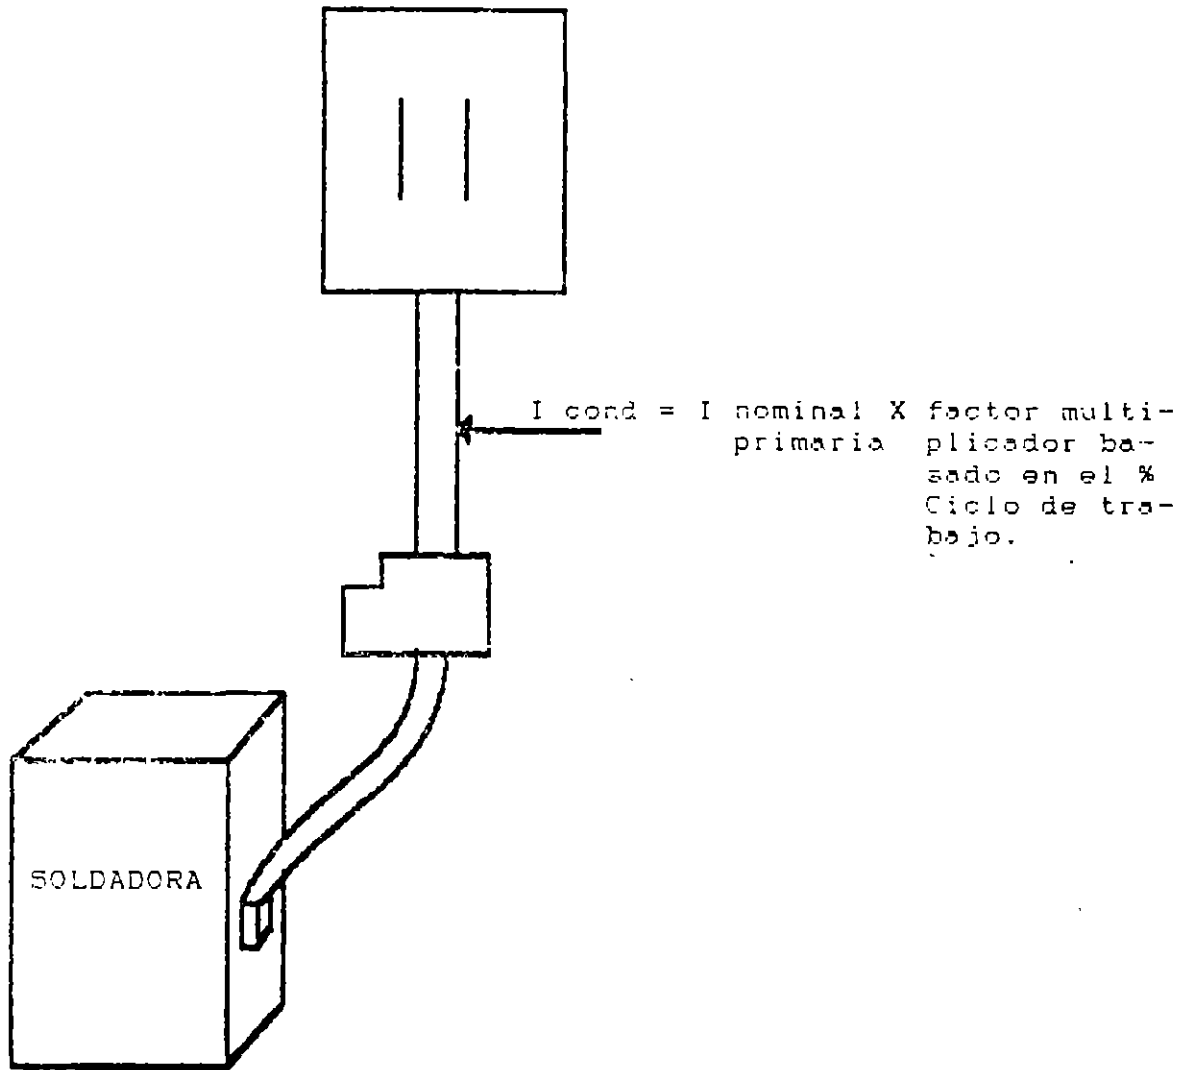 I cond = I nominal X factor multi-
primaria plicador ba-
sado en el %
Ciclo de tra-
bajo.
SOLDADORA